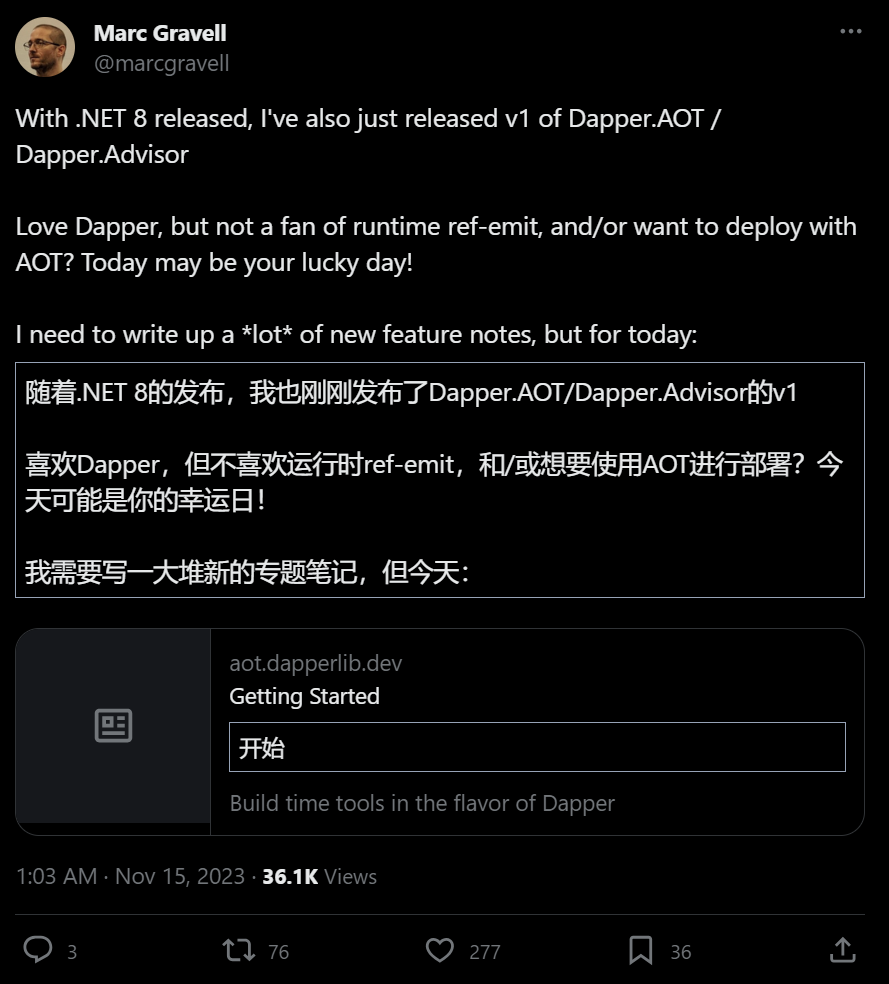 Marc Gravell
@marcgravell
With .NET 8 released, I've also just released v1 of Dapper.AOT /
Dapper.Advisor
Love Dapper, but not a fan of runtime ref-emit, and/or want to deploy with
AOT? Today may be your lucky day!
I need to write up a *lot* of new feature notes, but for today:
随着.NET 8的发布，我也刚刚发布了Dapper.AOT/Dapper.Advisor的v1
喜欢Dapper，但不喜欢运行时ref-emit，和/或想要使用AOT进行部署？今
天可能是你的幸运日！
我需要写一大堆新的专题笔记，但今天：
aot.dapperlib.dev
Getting Started
开始
Build time tools in the flavor of Dapper
1:03 AM · Nov 15, 2023 · 36.1K Views
3 76 277 36